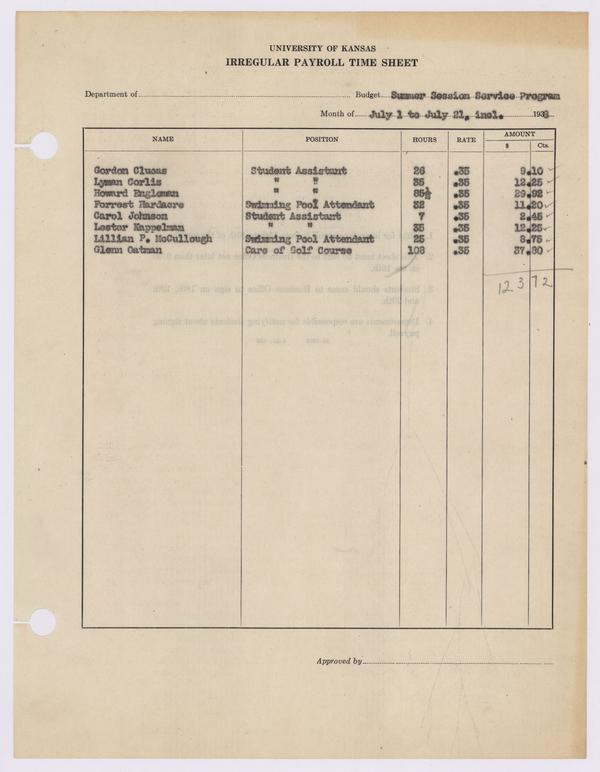 UNIVERSITY OF KANSAS
IRREGULAR PAYROLL TIME SHEET
Department of Budget Summer Session Service Program
Month of July 1 to July 21, incl. 1938
NAME POSITION HOURS RATE AMOUNT
$ Cts.
Gordon Clucas Student Assistant 26 .35 9.10
Lyman Corlis " " 35 .35 12.25
Howard Engleman " " 85½ .35 29.92
Forrest Hardacre Swimming Pool Attendant 32 .35 11.20
Carol Johnson Student Assistant 7 .35 2.45
Lester Kappelman " " 35 .35 12.25
Lillian P. McCullough Swimming Pool Attendant 25 .35 8.75
Glenn Oatman Care of Golf Course 108 .35 37.80
123 72
Approved by